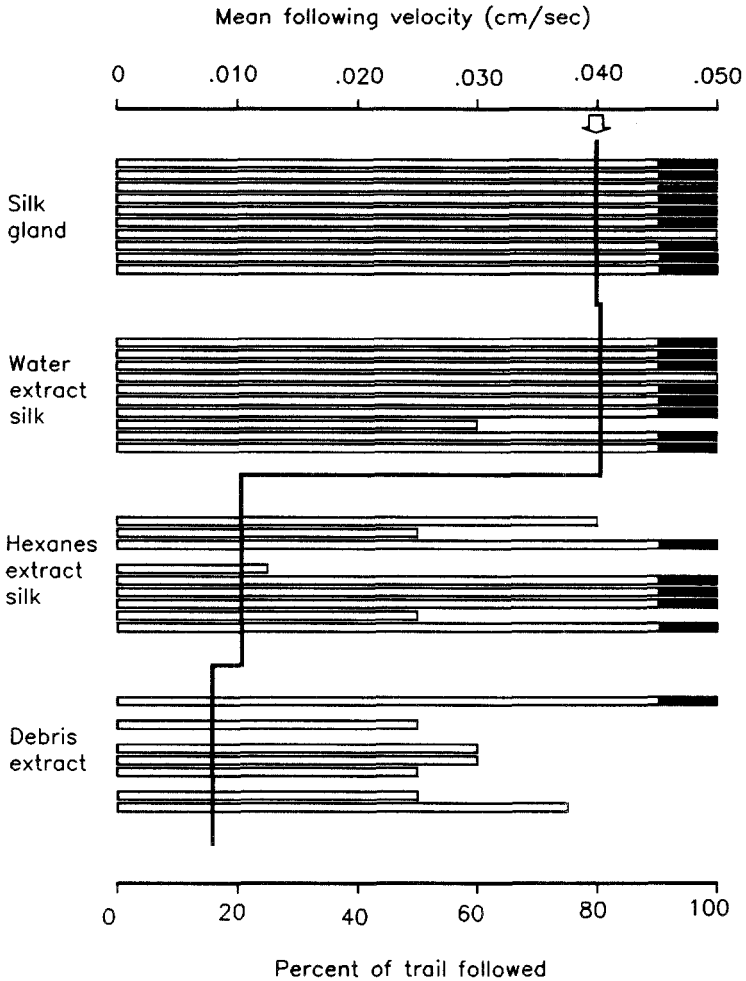 Mean following velocity (cm/sec)
0 .010 .020 .030 .040 .050
Silk
gland
Water
extract
silk
Hexanes
extract
silk
Debris
extract
0 20 40 60 80 100
Percent of trail followed